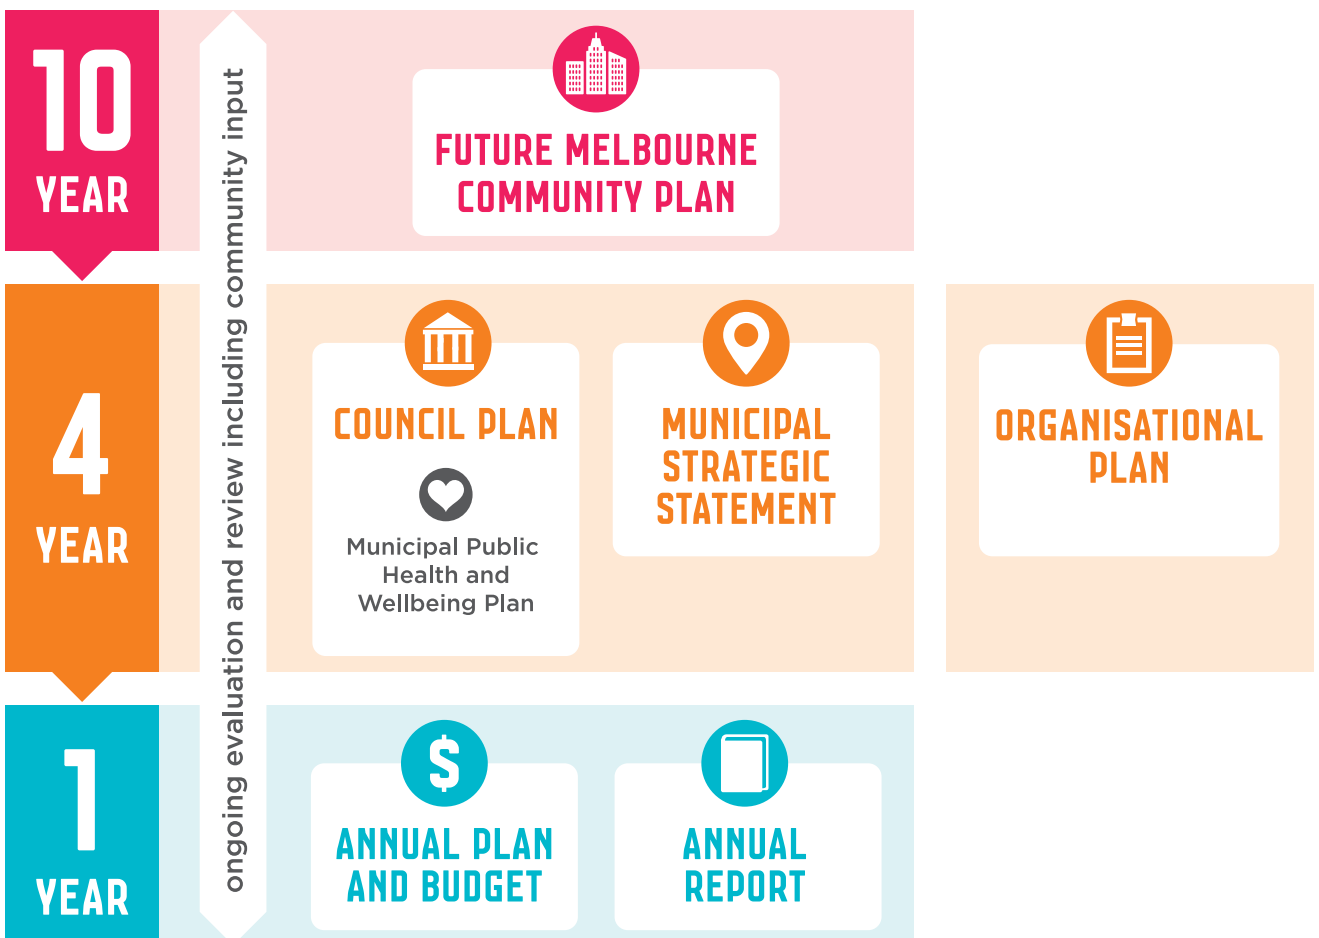 10
YEAR
ongoing evaluation and review including community input
FUTURE MELBOURNE
COMMUNITY PLAN
4
YEAR
COUNCIL PLAN
Municipal Public
Health and
Wellbeing Plan
MUNICIPAL
STRATEGIC
STATEMENT
ORGANISATIONAL
PLAN
1
YEAR
$
ANNUAL PLAN
AND BUDGET
ANNUAL
REPORT